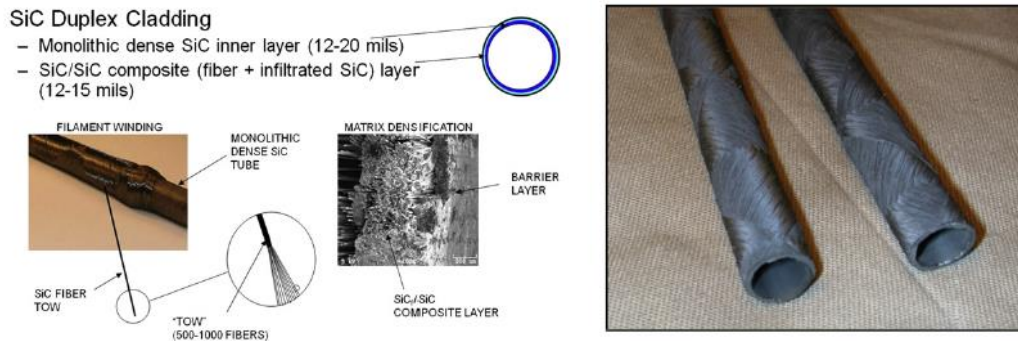 SiC Duplex Cladding
– Monolithic dense SiC inner layer (12-20 mils)
– SiC/SiC composite (fiber + infiltrated SiC) layer
(12-15 mils)
FILAMENT WINDING
MONOLITHIC
DENSE SiC
TUBE
MATRIX DENSIFICATION
BARRIER
LAYER
SiC FIBER
TOW
"TOW"
(500-1000 FIBERS)
SiCf/-SiC
COMPOSITE LAYER